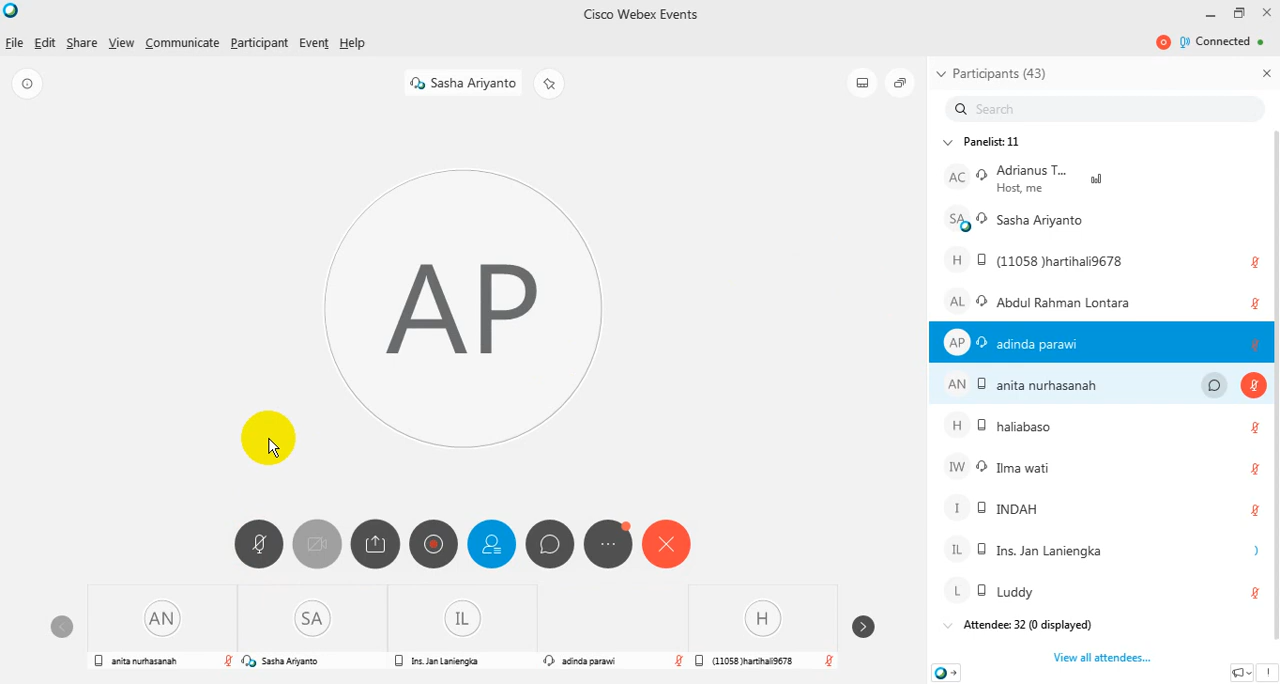 Cisco Webex Events
File Edit Share View Communicate Participant Event Help
Connected
Sasha Ariyanto
AP
Participants (43)
Search
Panelist: 11
AC Adrianus T...
Host, me
SA Sasha Ariyanto
H (11058 )hartihali9678
AL Abdul Rahman Lontara
AP adinda parawi
AN anita nurhasanah
H haliabaso
IW Ilma wati
I INDAH
IL Ins. Jan Laniengka
L Luddy
Attendee: 32 (0 displayed)
View all attendees...
AN SA IL H
anita nurhasanah Sasha Ariyanto Ins. Jan Laniengka adinda parawi (11058 )hartihali9678